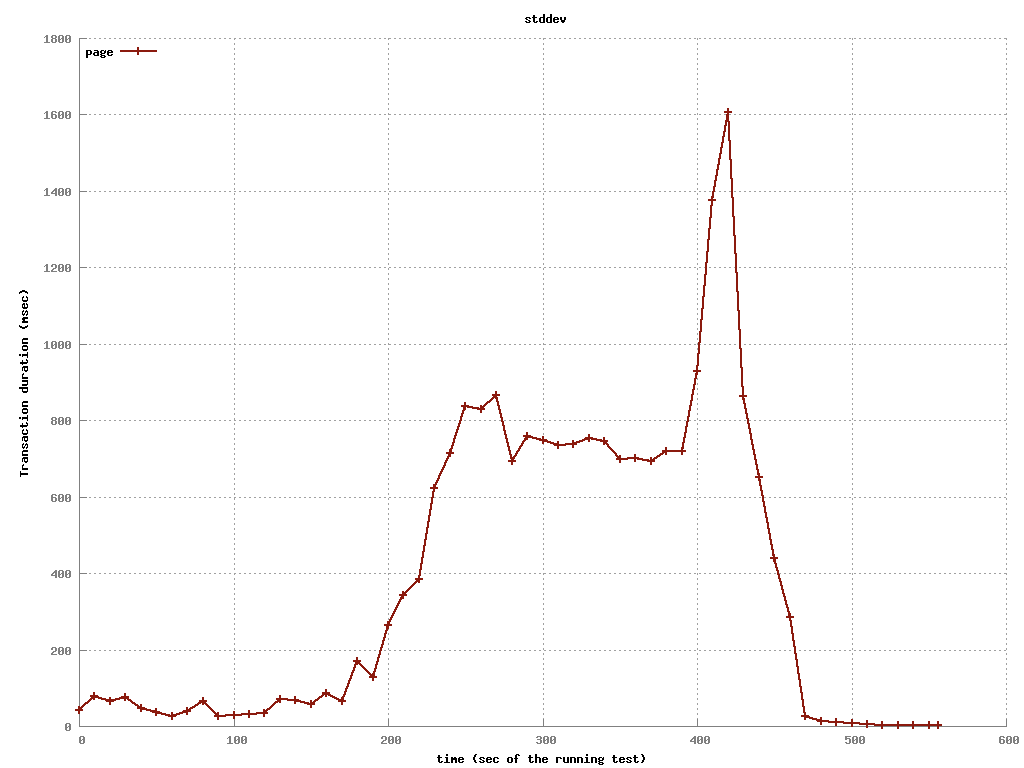 stddev
page
1800
1600
1400
1200
1000
800
600
400
200
0
Transaction duration (msec)
0 100 200 300 400 500 600
time (sec of the running test)